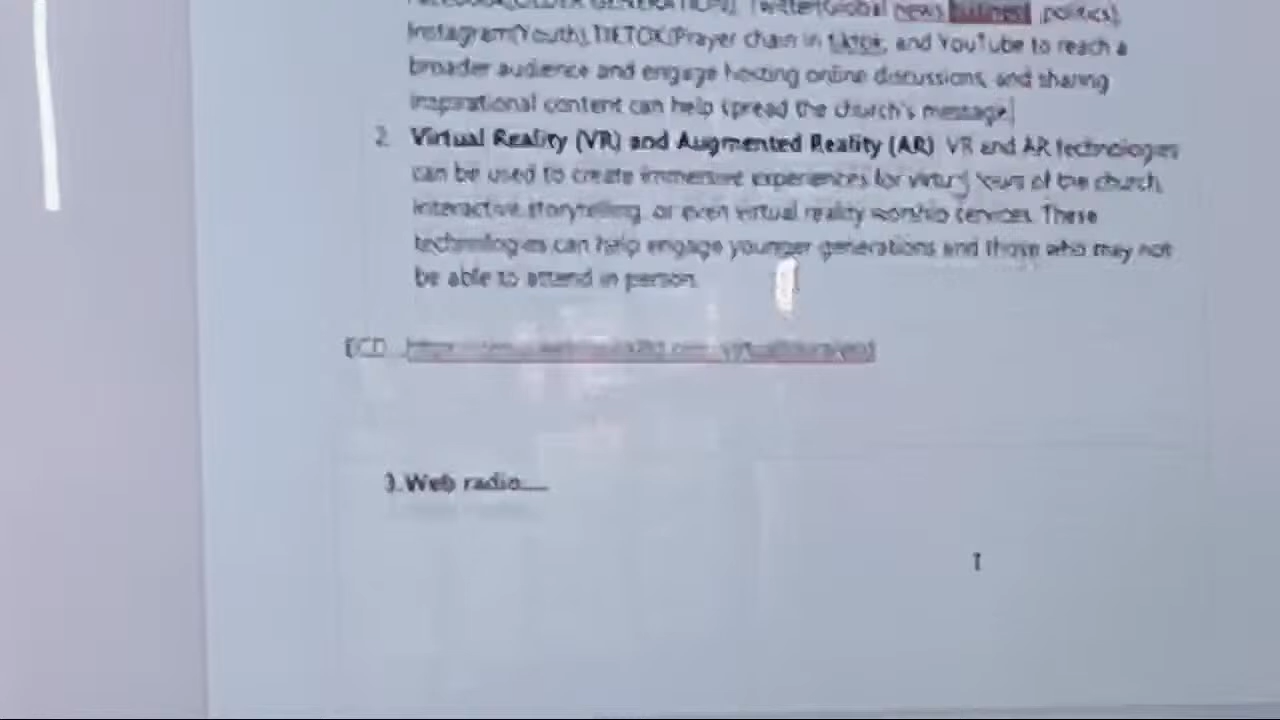 Facebook(OLDER GENERATION), Twitter(Global news, business, politics),
Instagram(Youth),TIKTOK(Prayer chain in tiktok, and YouTube to reach a
broader audience and engage hosting online discussions, and sharing
inspirational content can help spread the church's message
2. Virtual Reality (VR) and Augmented Reality (AR) VR and AR technologies
can be used to create immersive experiences for virtual tours of the church,
interactive storytelling, or even virtual reality worship services. These
technologies can help engage younger generations and those who may not
be able to attend in person.
3.Web radio